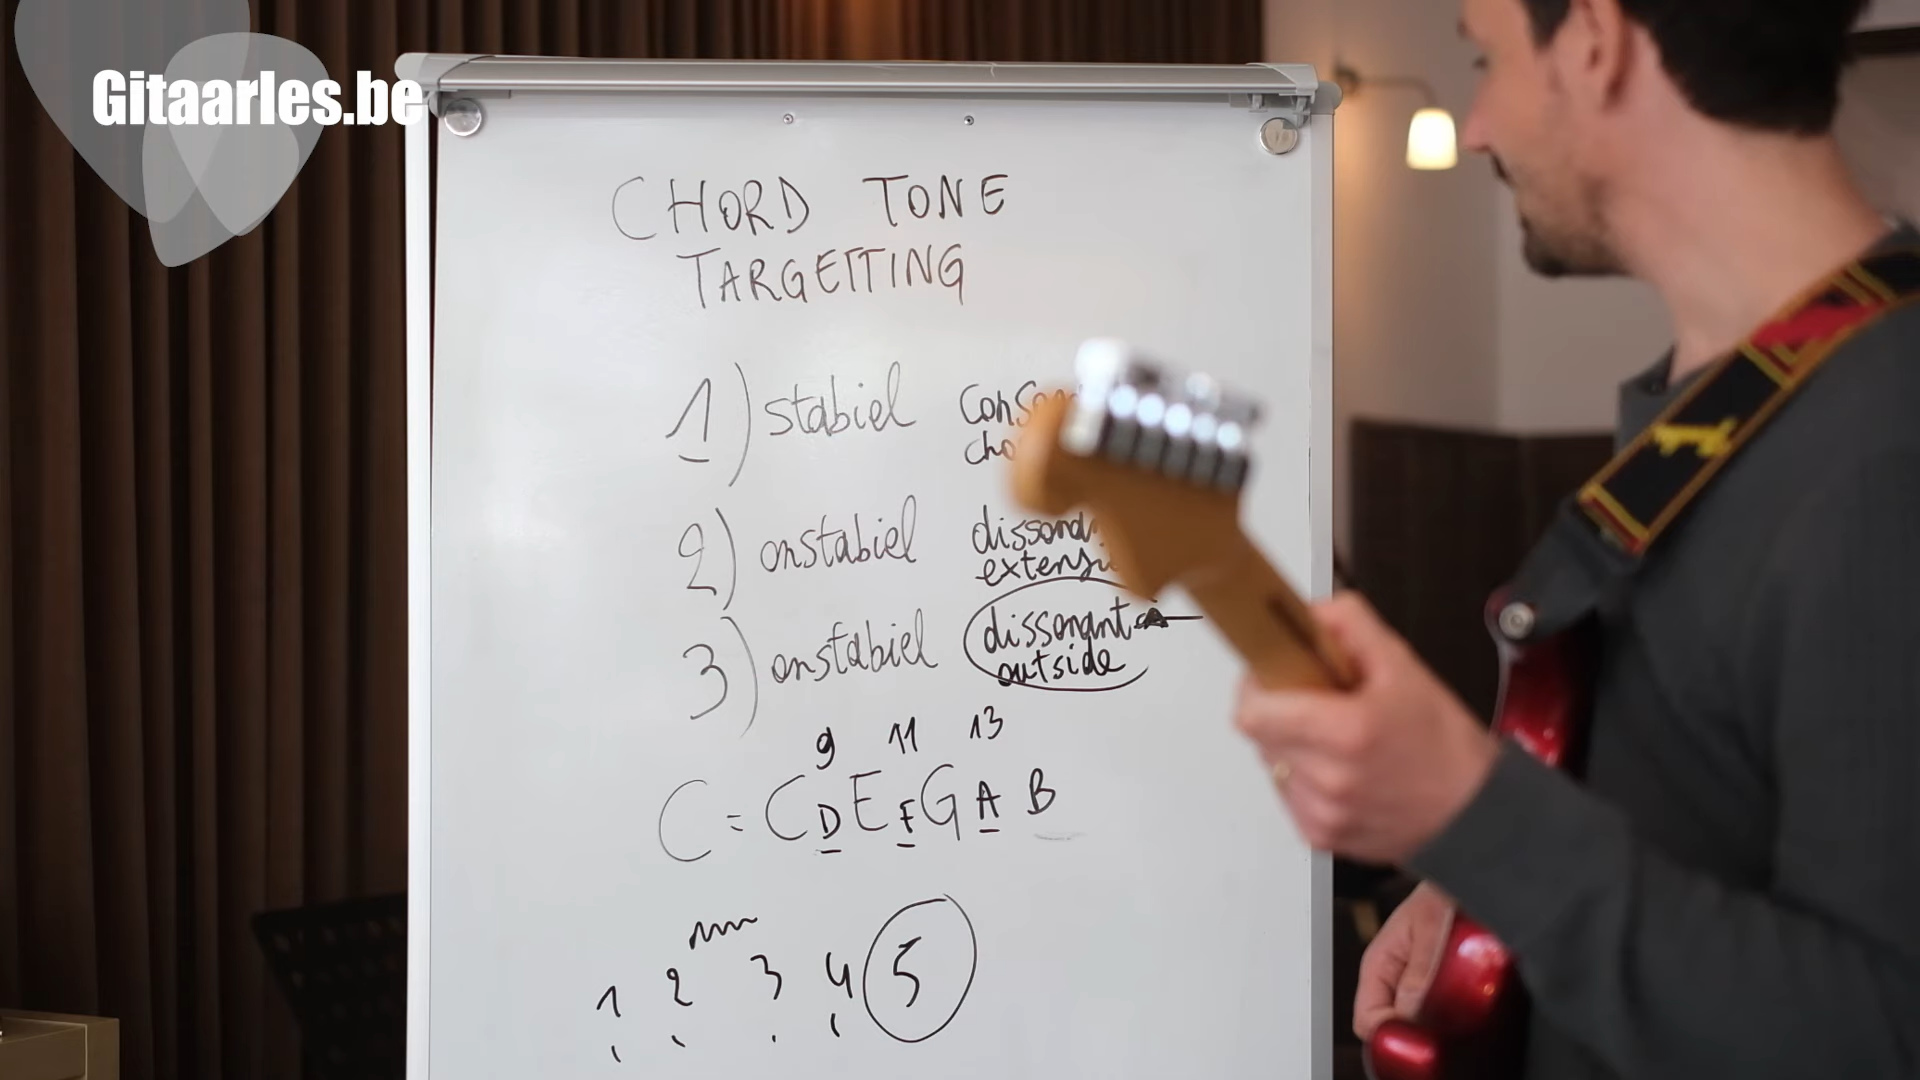 Gitaarles.be
CHORD TONE
TARGETTING
1) stabiel
2) onstabiel
3) onstabiel dissonant
outside
9 11 13
C = C D E F G A B
1 2 3 4 5